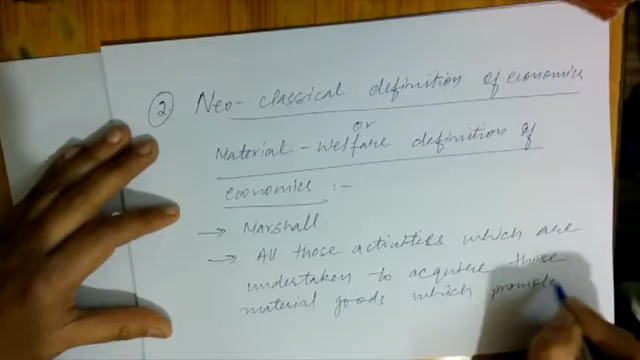 ② Neo-classical definition of economics
or
Material-welfare definition of
economics :-
→ Marshall
→ All those activities which are
undertaken to acquire those
material goods which promote